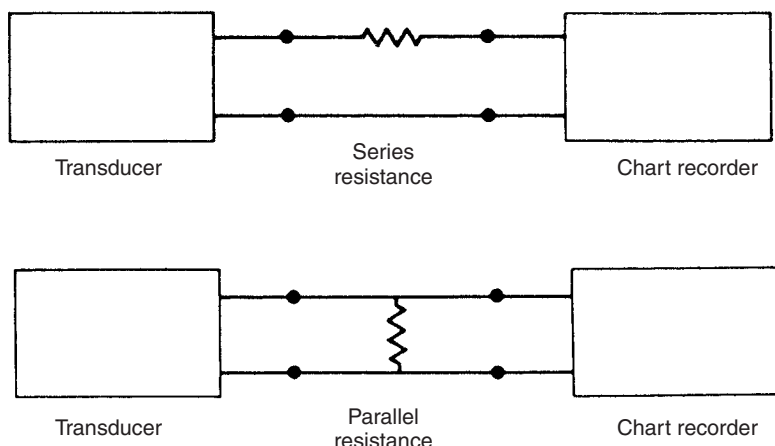 Transducer
Series
resistance
Chart recorder
Transducer
Parallel
resistance
Chart recorder